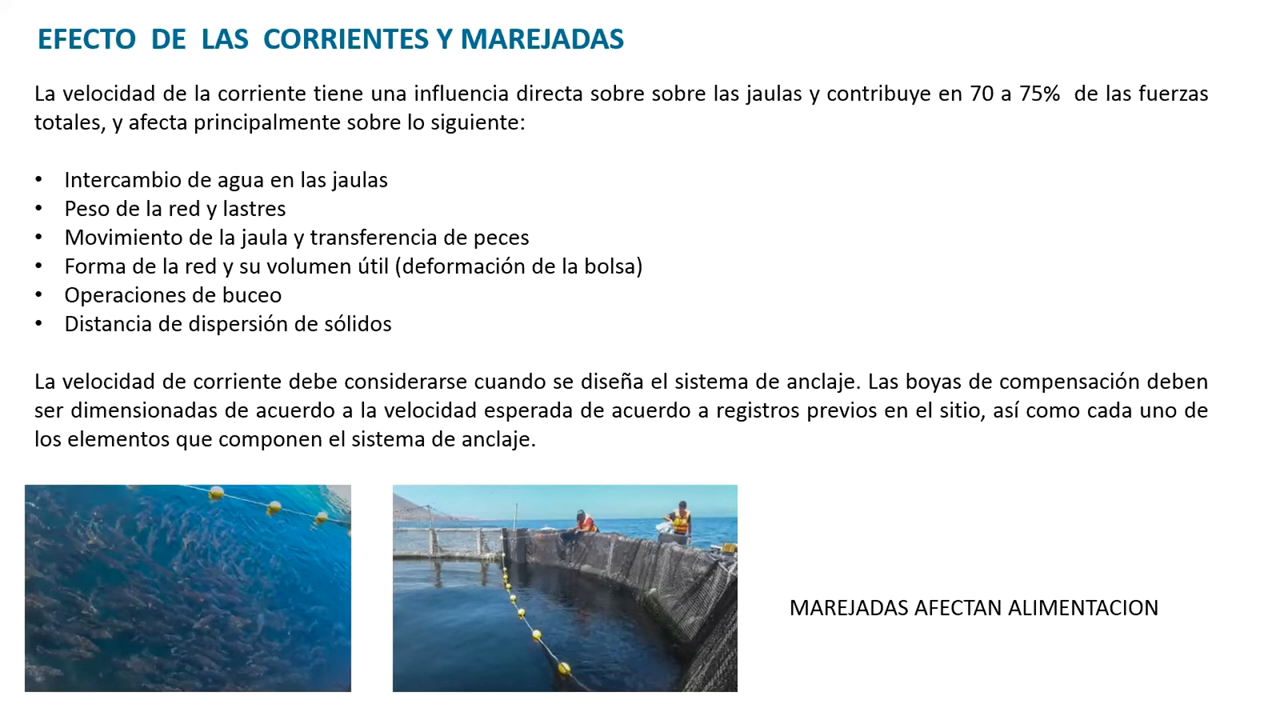 EFECTO DE LAS CORRIENTES Y MAREJADAS
La velocidad de la corriente tiene una influencia directa sobre sobre las jaulas y contribuye en 70 a 75% de las fuerzas
totales, y afecta principalmente sobre lo siguiente:
• Intercambio de agua en las jaulas
• Peso de la red y lastres
• Movimiento de la jaula y transferencia de peces
• Forma de la red y su volumen útil (deformación de la bolsa)
• Operaciones de buceo
• Distancia de dispersión de sólidos
La velocidad de corriente debe considerarse cuando se diseña el sistema de anclaje. Las boyas de compensación deben
ser dimensionadas de acuerdo a la velocidad esperada de acuerdo a registros previos en el sitio, así como cada uno de
los elementos que componen el sistema de anclaje.
MAREJADAS AFECTAN ALIMENTACION